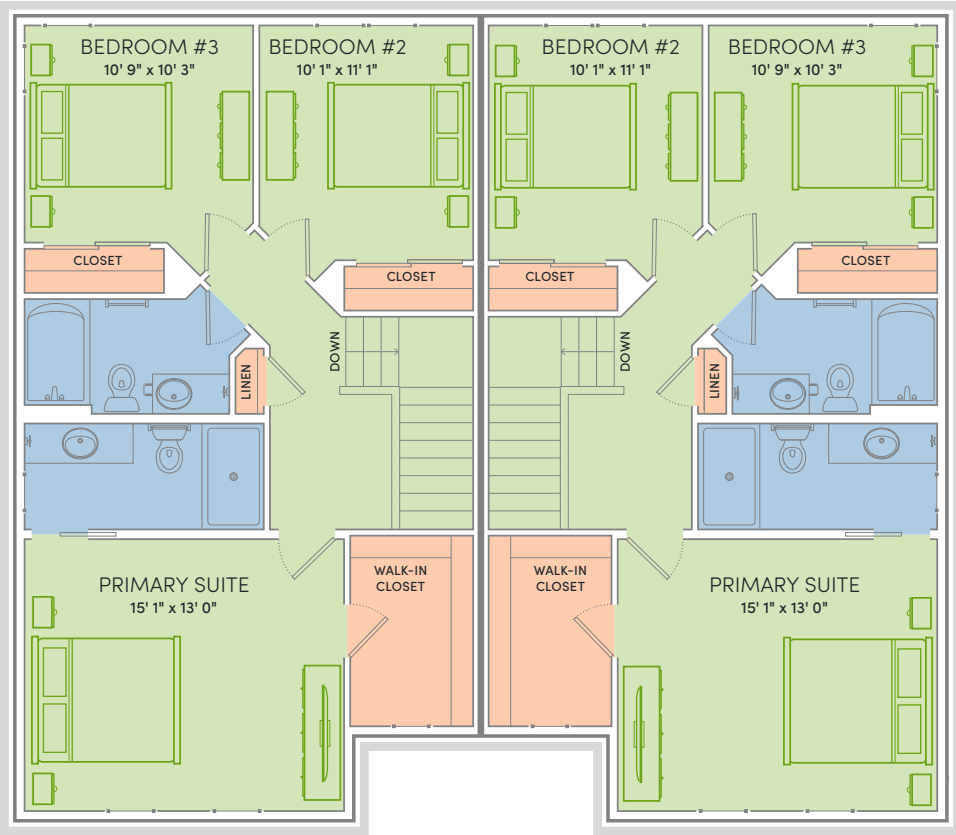 BEDROOM #3
10' 9" x 10' 3"
BEDROOM #2
10' 1" x 11' 1"
BEDROOM #2
10' 1" x 11' 1"
BEDROOM #3
10' 9" x 10' 3"
CLOSET
CLOSET
CLOSET
CLOSET
DOWN
DOWN
LINEN
LINEN
WALK-IN
CLOSET
WALK-IN
CLOSET
PRIMARY SUITE
15' 1" x 13' 0"
PRIMARY SUITE
15' 1" x 13' 0"